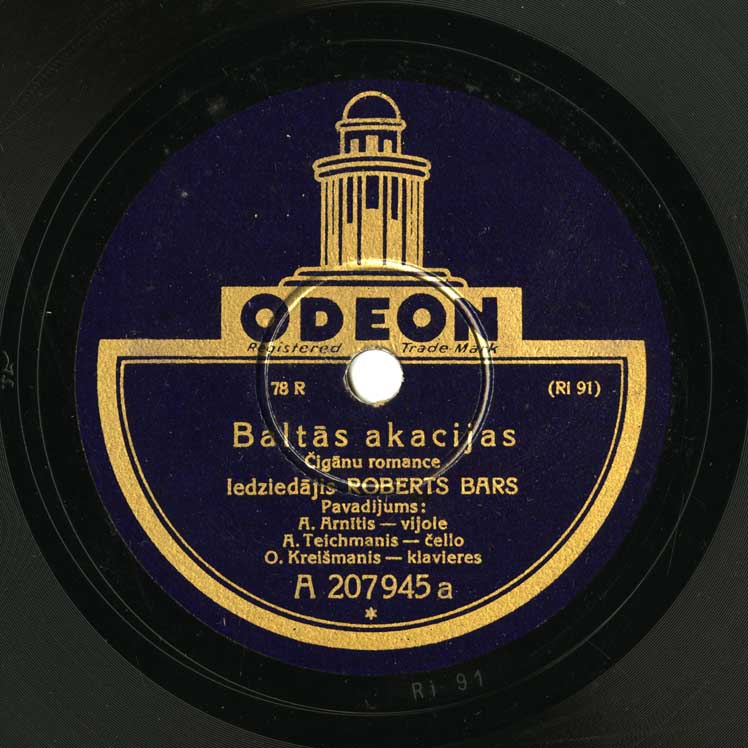 ODEON
Registered Trade-Mark
78 R (RI 91)
Baltās akacijas
Čigānu romance
Iedziedājis ROBERTS BARS
Pavadijums:
A. Arnītis — vijole
A. Teichmanis — čello
O. Kreišmanis — klavieres
A 207945 a
*
Ri 91